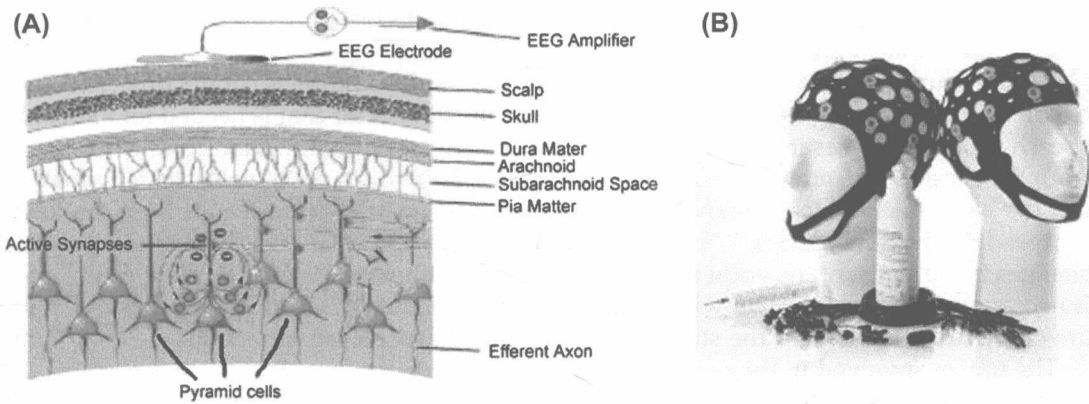 (A)
EEG Amplifier
EEG Electrode
Scalp
Skull
Dura Mater
Arachnoid
Subarachnoid Space
Pia Matter
Active Synapses
Efferent Axon
Pyramid cells
(B)